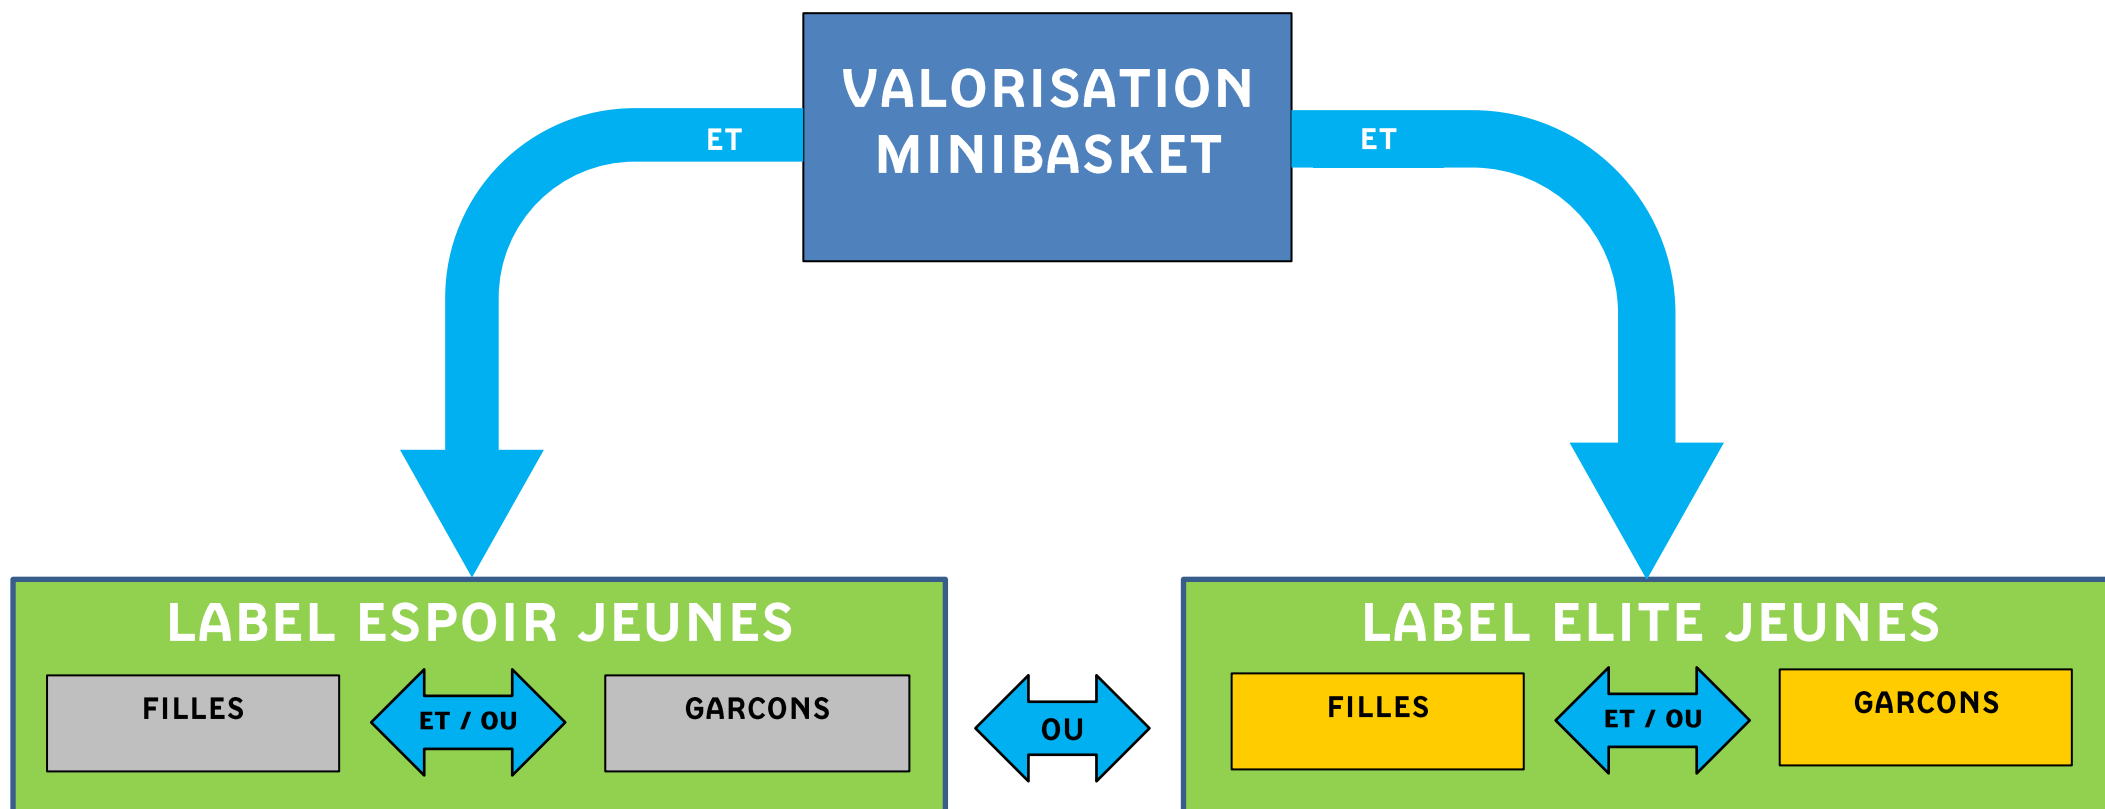 VALORISATION
MINIBASKET
ET
ET
LABEL ESPOIR JEUNES
FILLES
ET / OU
GARCONS
OU
LABEL ELITE JEUNES
FILLES
ET / OU
GARCONS